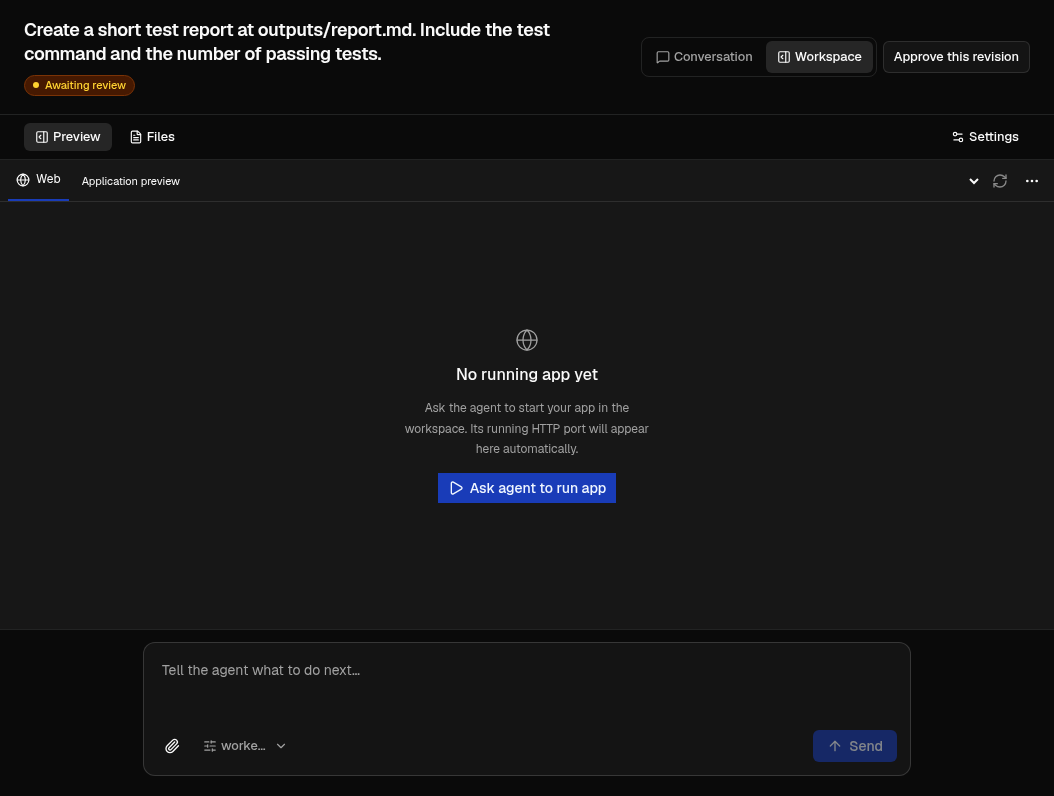 Create a short test report at outputs/report.md. Include the test
command and the number of passing tests.
Awaiting review
Conversation
Workspace
Approve this revision
Preview
Files
Settings
Web
Application preview
No running app yet
Ask the agent to start your app in the
workspace. Its running HTTP port will appear
here automatically.
Ask agent to run app
Tell the agent what to do next...
worke...
Send